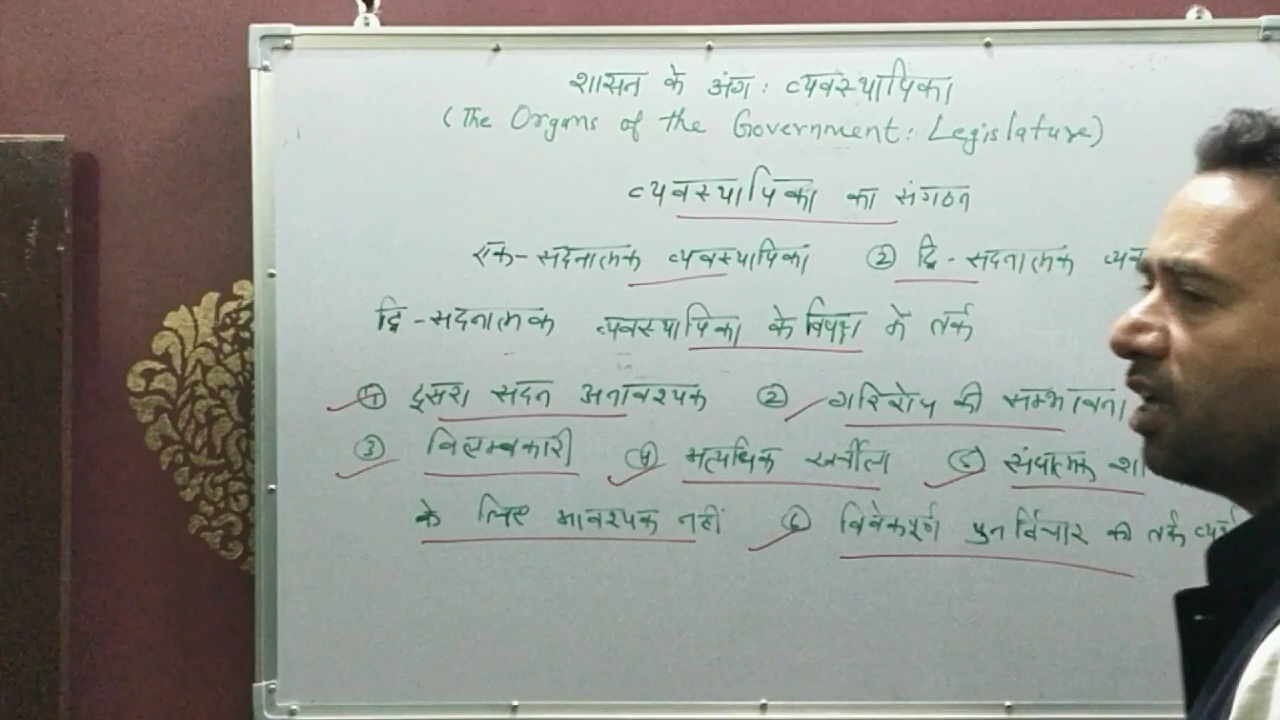 शासन के अंग : व्यवस्थापिका
(The Organs of the Government : Legislature)
व्यवस्थापिका का संगठन
एक-सदनात्मक व्यवस्थापिका ② द्वि-सदनात्मक
द्वि-सदनात्मक व्यवस्थापिका के विपक्ष में तर्क
① दूसरा सदन अनावश्यक ② गतिरोध की सम्भावना
③ विलम्बकारी ④ अत्यधिक खर्चीला ⑤ संघात्मक
के लिए आवश्यक नहीं ⑥ विवेकपूर्ण पुनर्विचार का तर्क